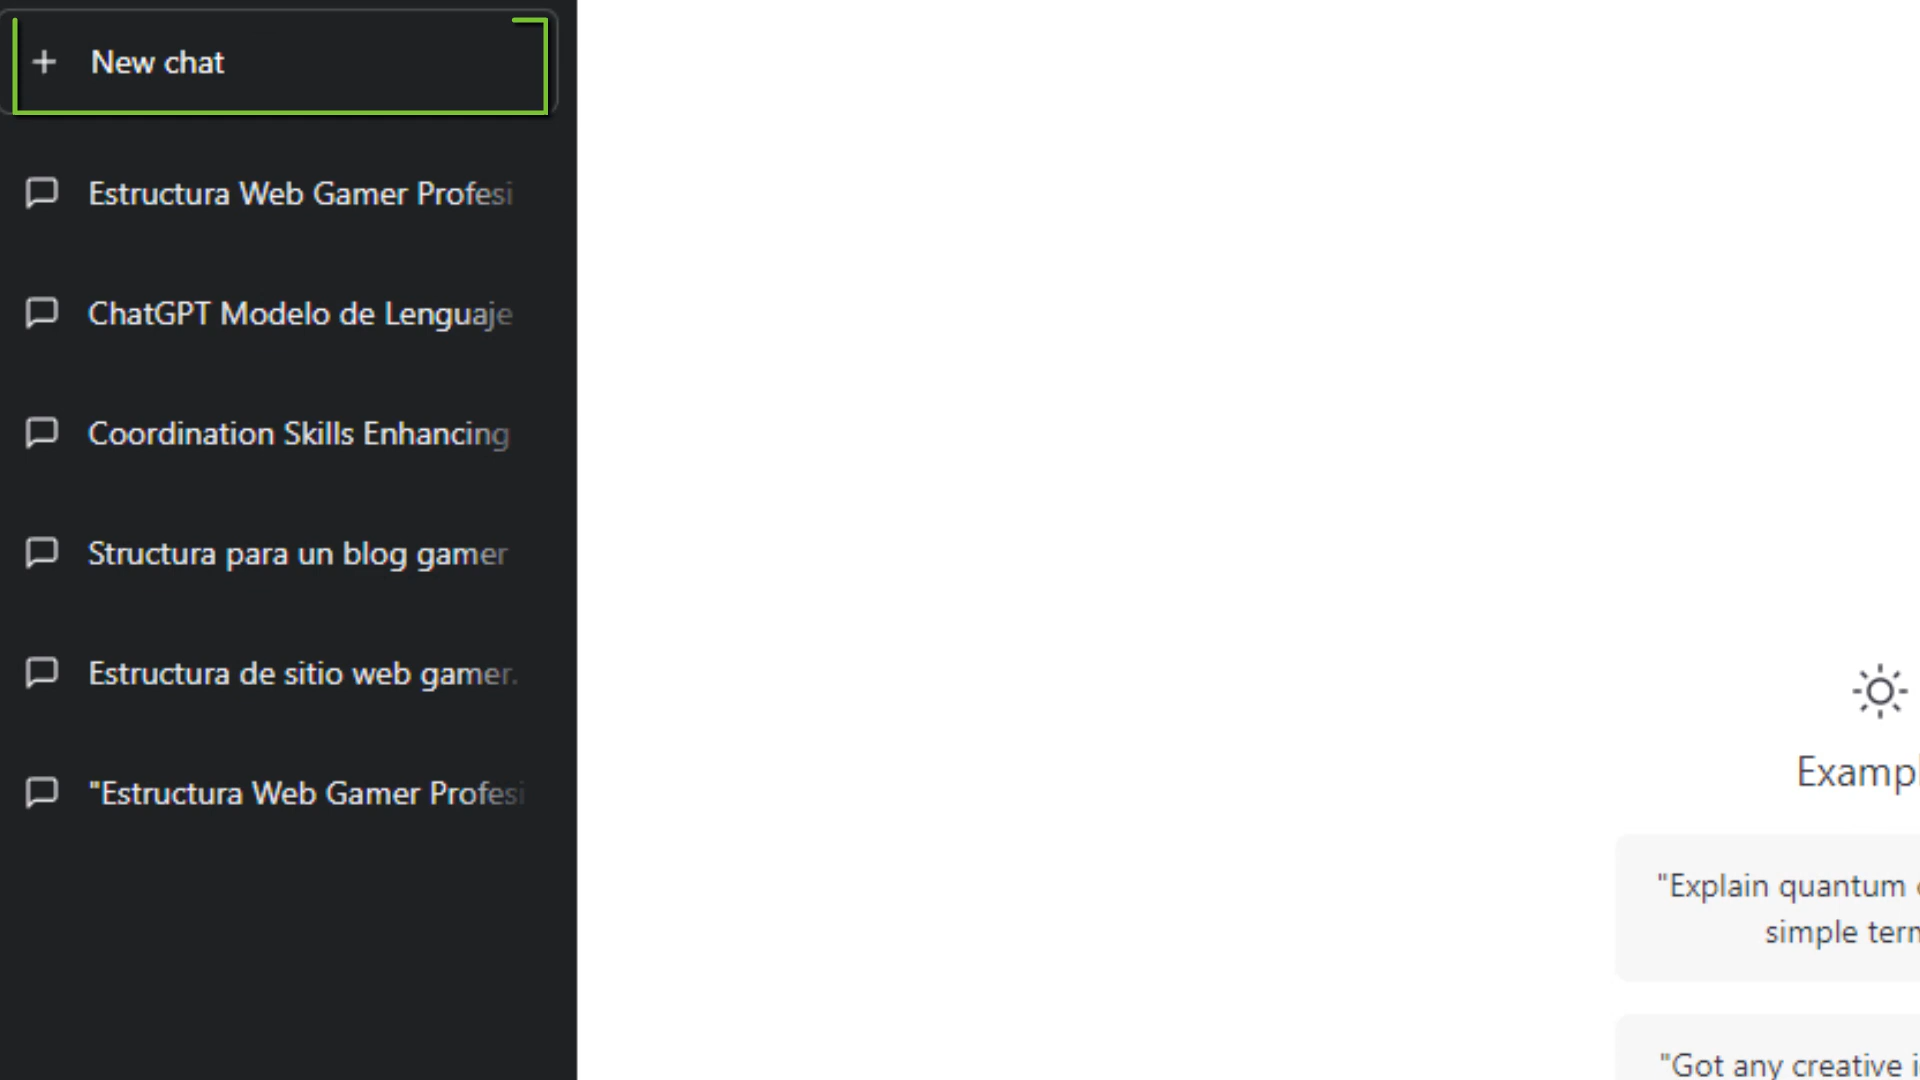 New chat
Estructura Web Gamer Profesi
ChatGPT Modelo de Lenguaje
Coordination Skills Enhancing
Structura para un blog gamer
Estructura de sitio web gamer.
"Estructura Web Gamer Profesi
Exampl
"Explain quantum
simple term
"Got any creative i